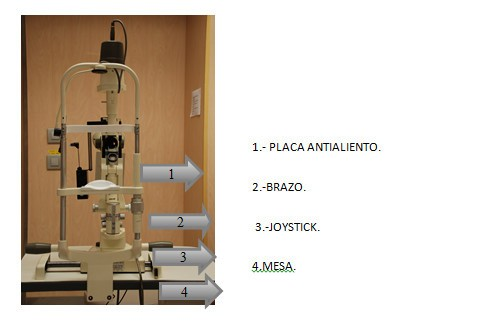 1
2
3
4
1.- PLACA ANTIALIENTO.
2.-BRAZO.
3.-JOYSTICK.
4.MESA.